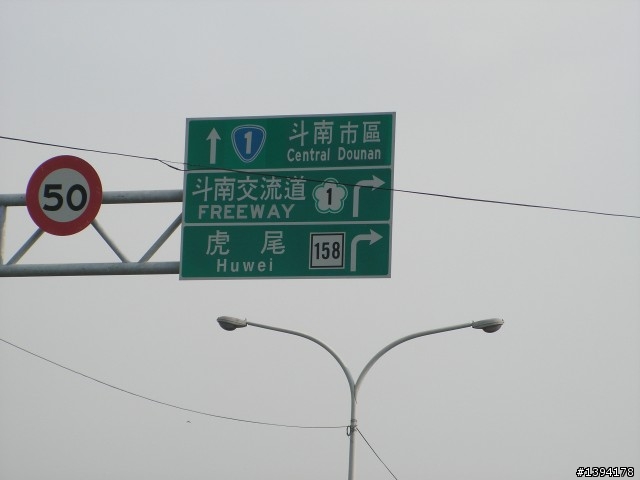 50
1 斗南市區
Central Dounan
斗南交流道 1
FREEWAY
虎尾 158
Huwei
#1394178